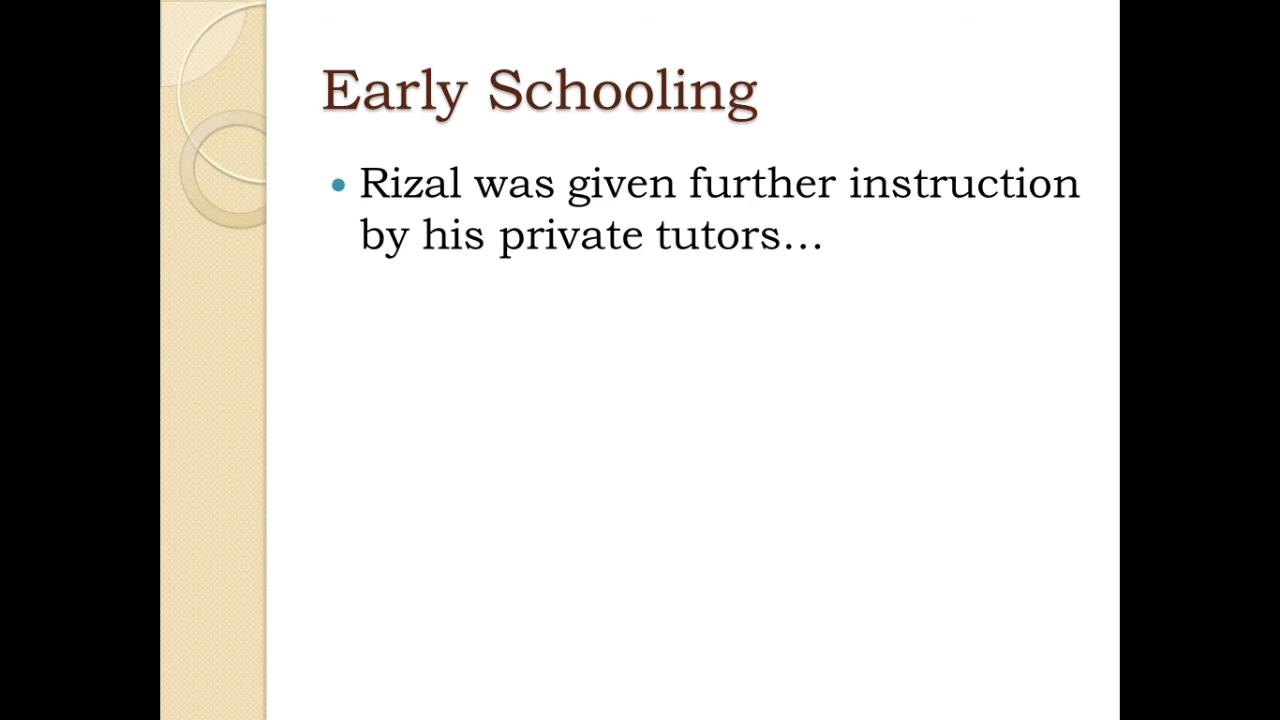 Early Schooling
• Rizal was given further instruction
by his private tutors…